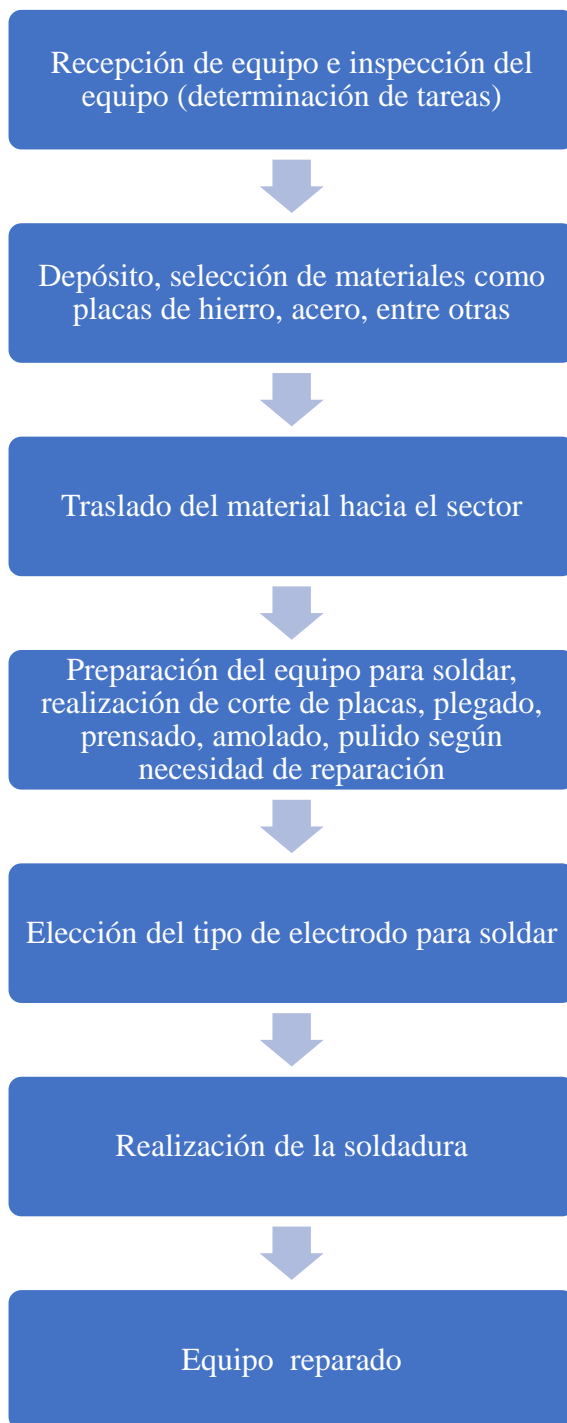 Recepción de equipo e inspección del
equipo (determinación de tareas)
Depósito, selección de materiales como
placas de hierro, acero, entre otras
Traslado del material hacia el sector
Preparación del equipo para soldar,
realización de corte de placas, plegado,
prensado, amolado, pulido según
necesidad de reparación
Elección del tipo de electrodo para soldar
Realización de la soldadura
Equipo  reparado